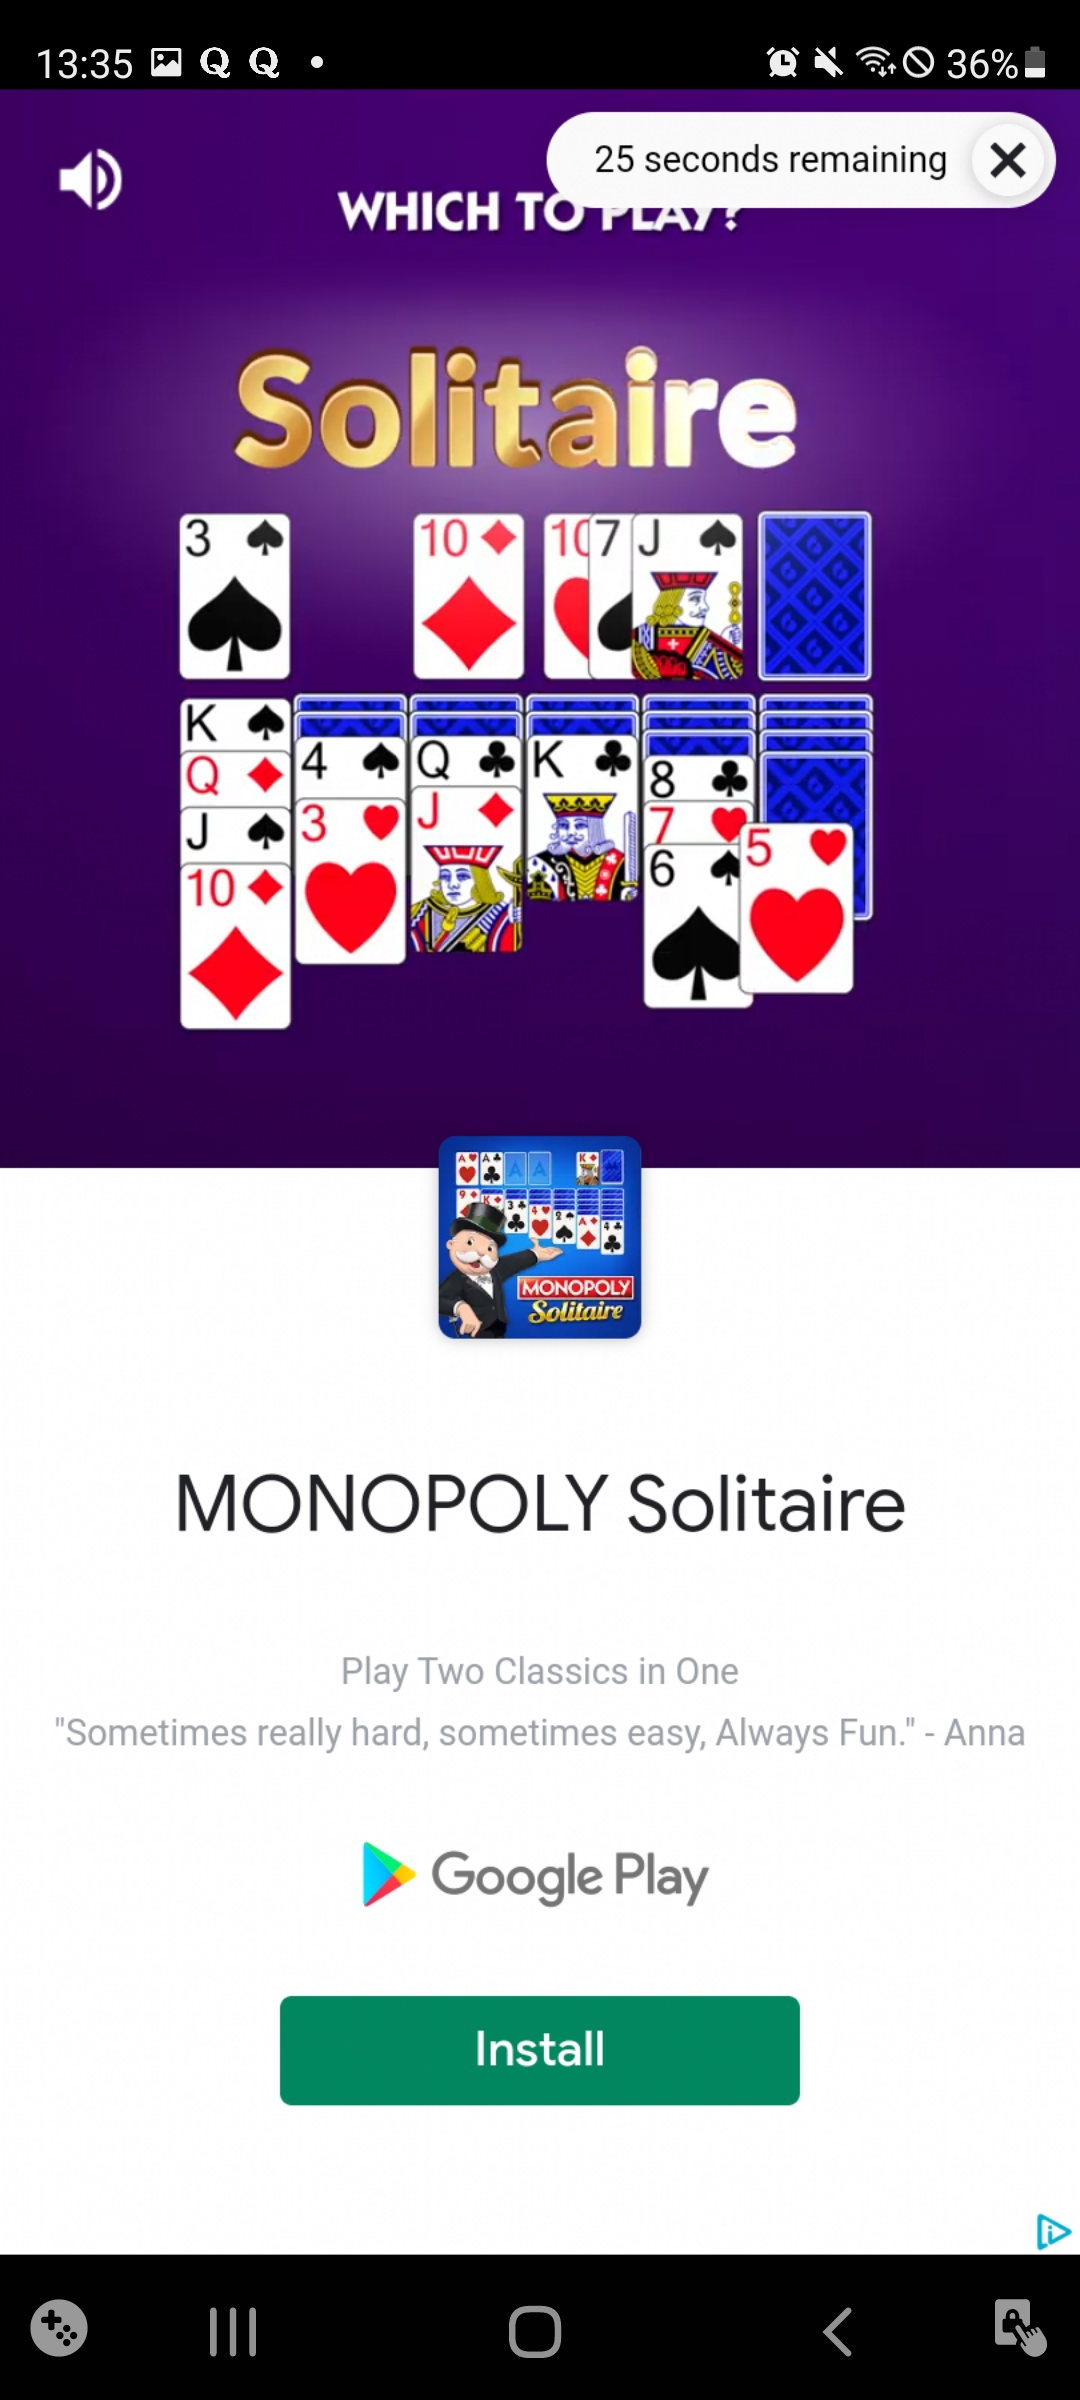 13:35 Q Q 36%
25 seconds remaining
WHICH TO PLAY?
Solitaire
3 10 10 7 J
K 4 Q K 8
Q 3 J 7 5
J 6
10
MONOPOLY
Solitaire
MONOPOLY Solitaire
Play Two Classics in One
"Sometimes really hard, sometimes easy, Always Fun." - Anna
Google Play
Install